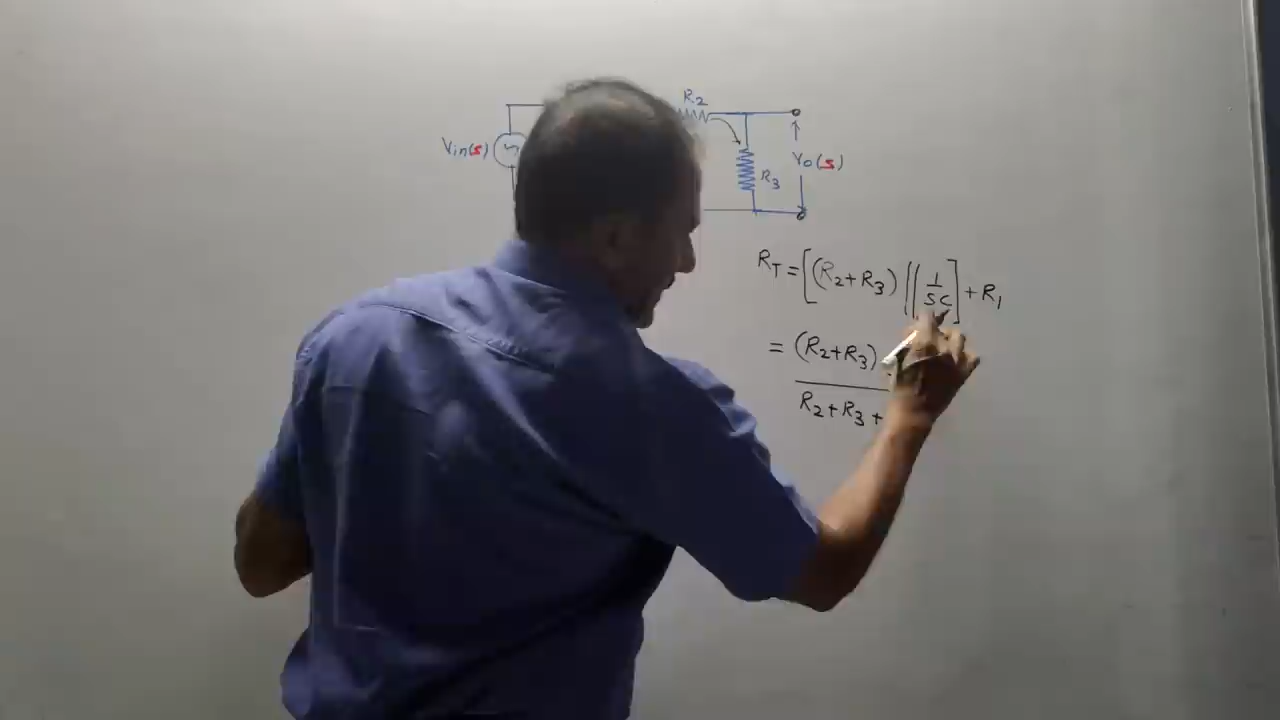 R2
Vin(s)
Vo(s)
R3
RT = [(R2+R3) || 1/SC] + R1
= (R2+R3)
R2+R3+